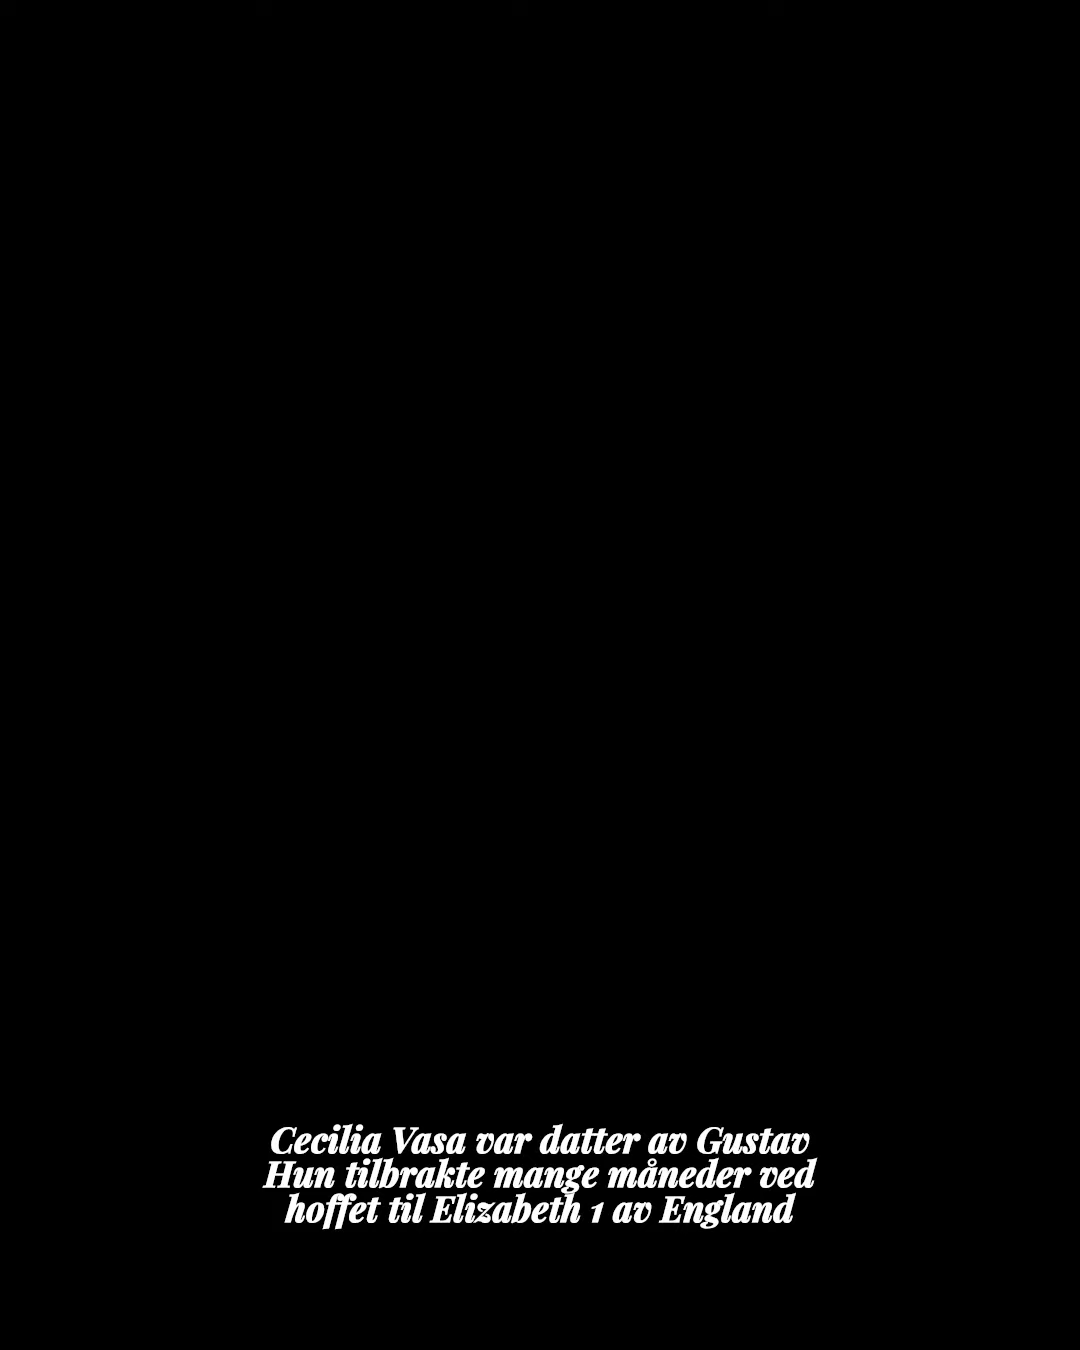 Cecilia Vasa var datter av Gustav
Hun tilbrakte mange måneder ved
hoffet til Elizabeth 1 av England